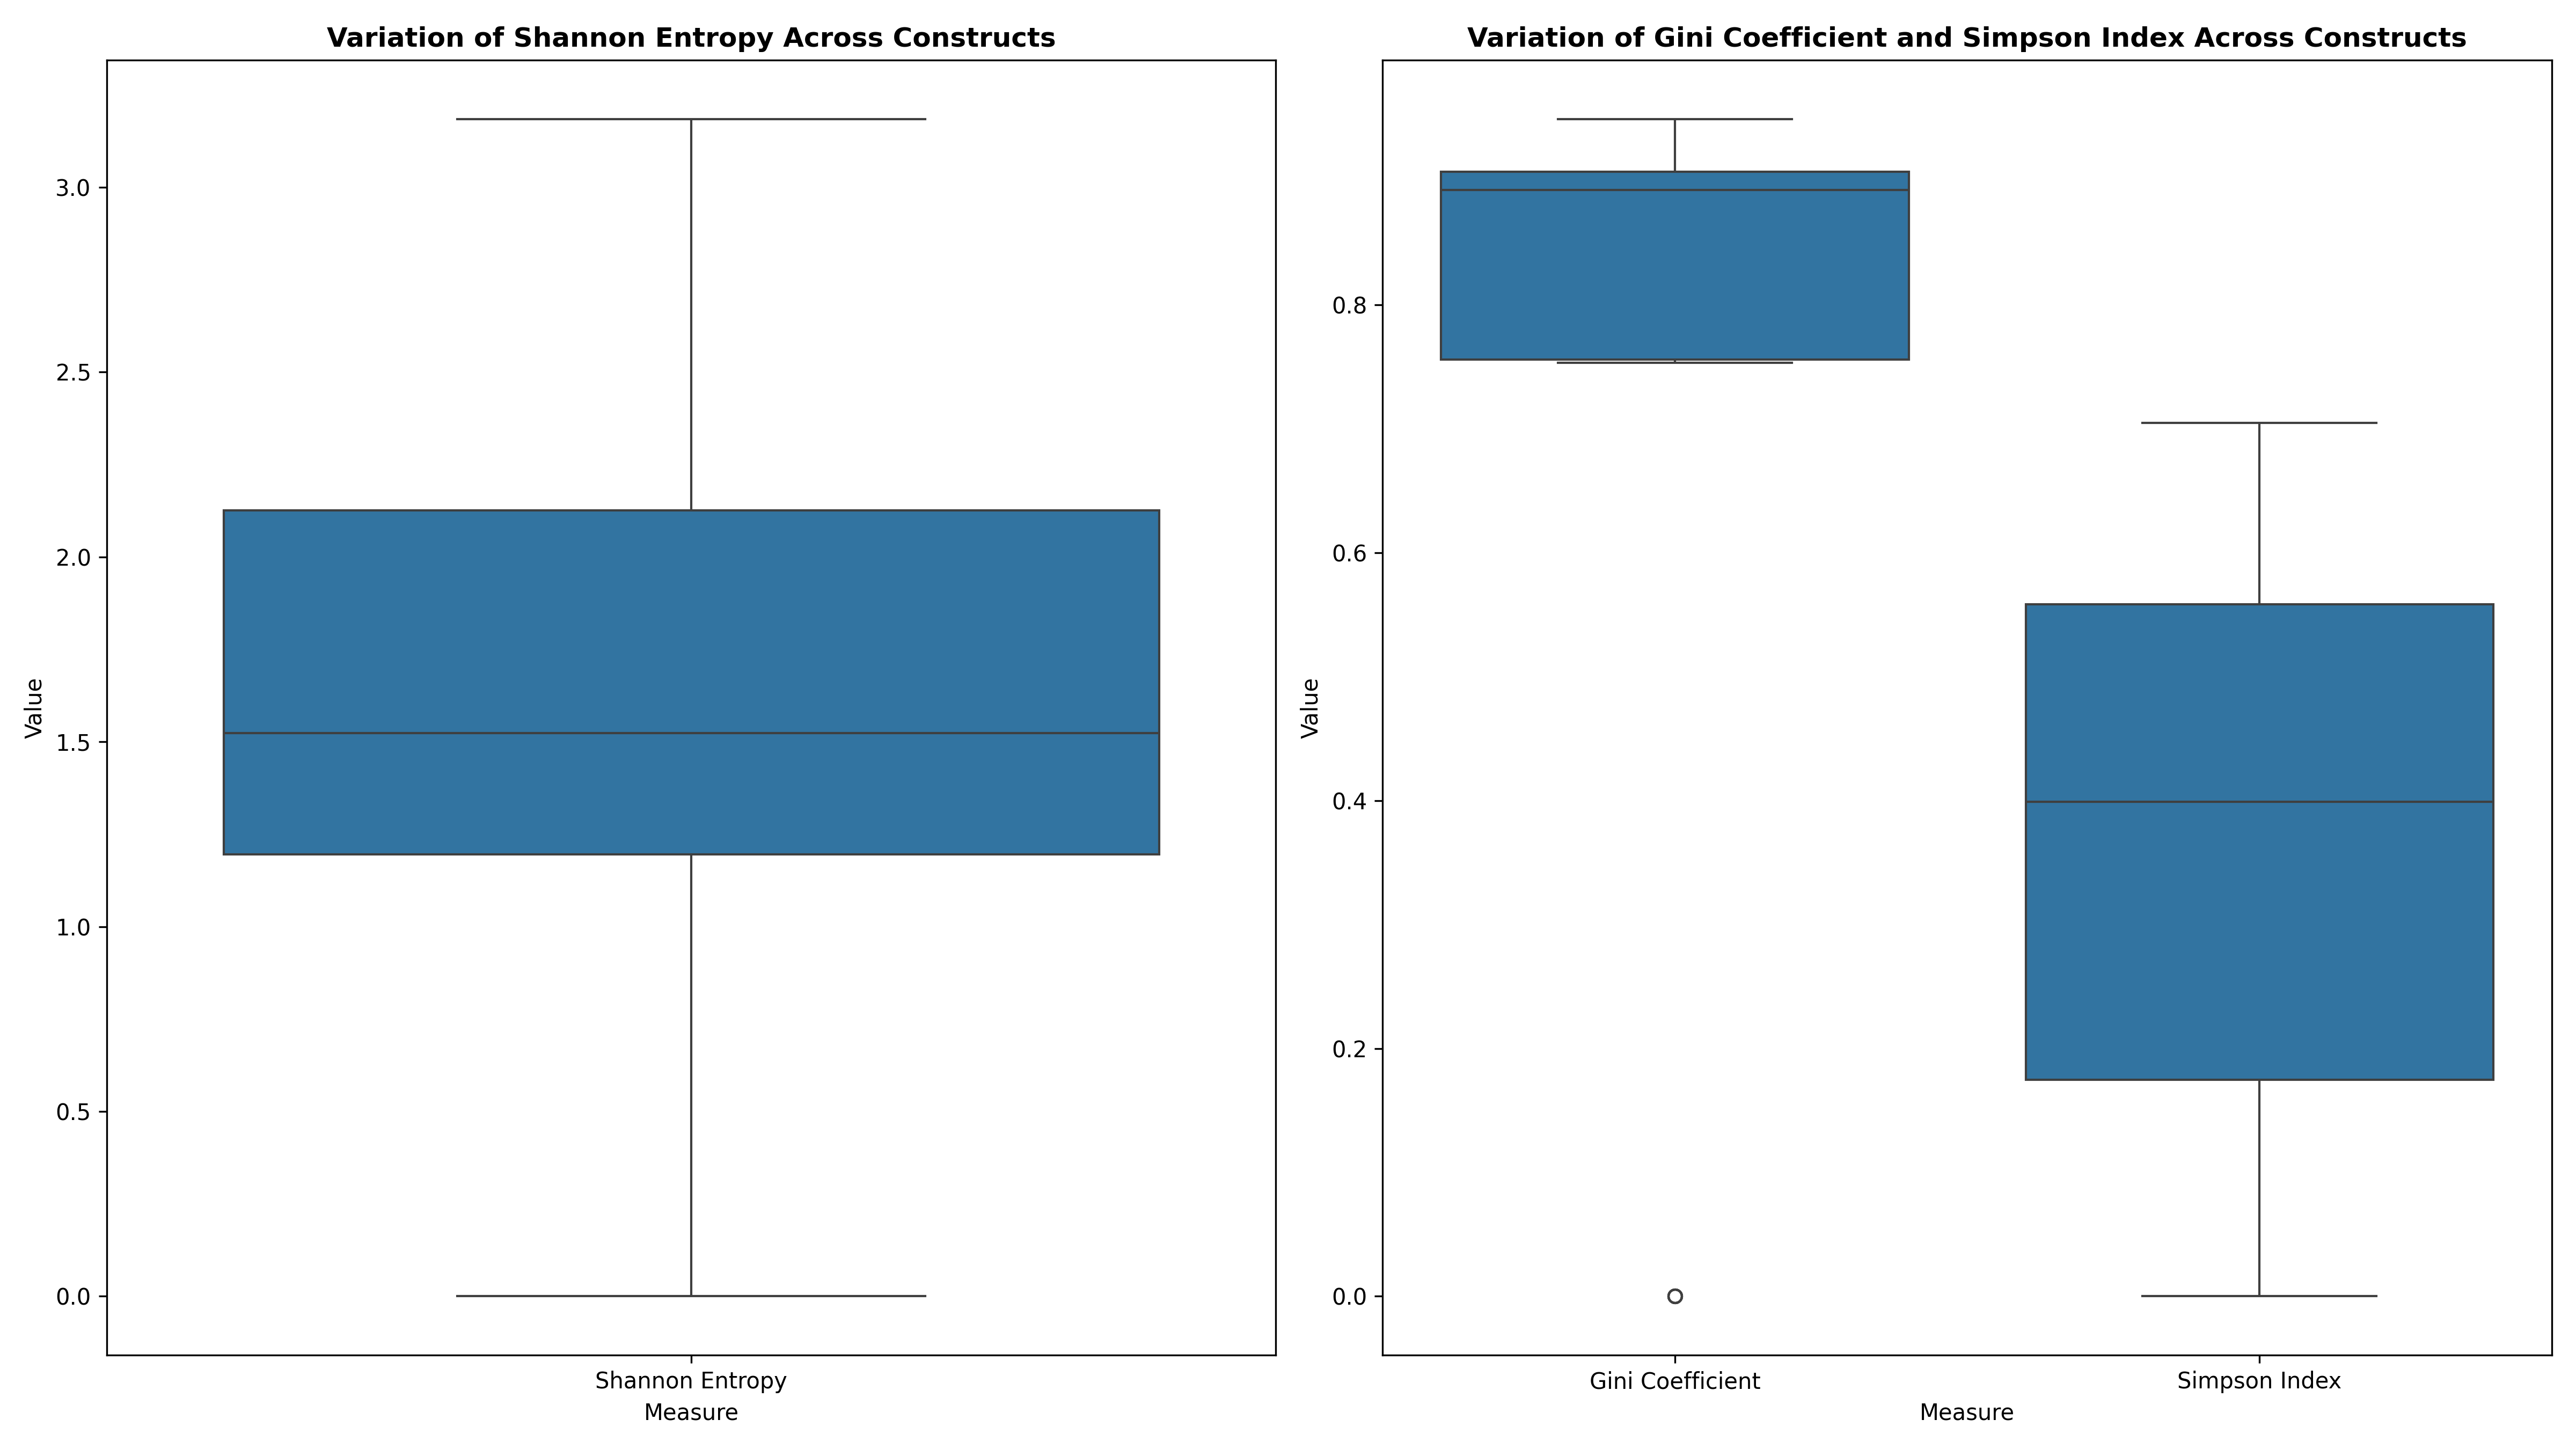 Variation of Shannon Entropy Across Constructs
Value
3.0
2.5
2.0
1.5
1.0
0.5
0.0
Shannon Entropy
Measure
Variation of Gini Coefficient and Simpson Index Across Constructs
Value
0.8
0.6
0.4
0.2
0.0
Gini Coefficient
Simpson Index
Measure